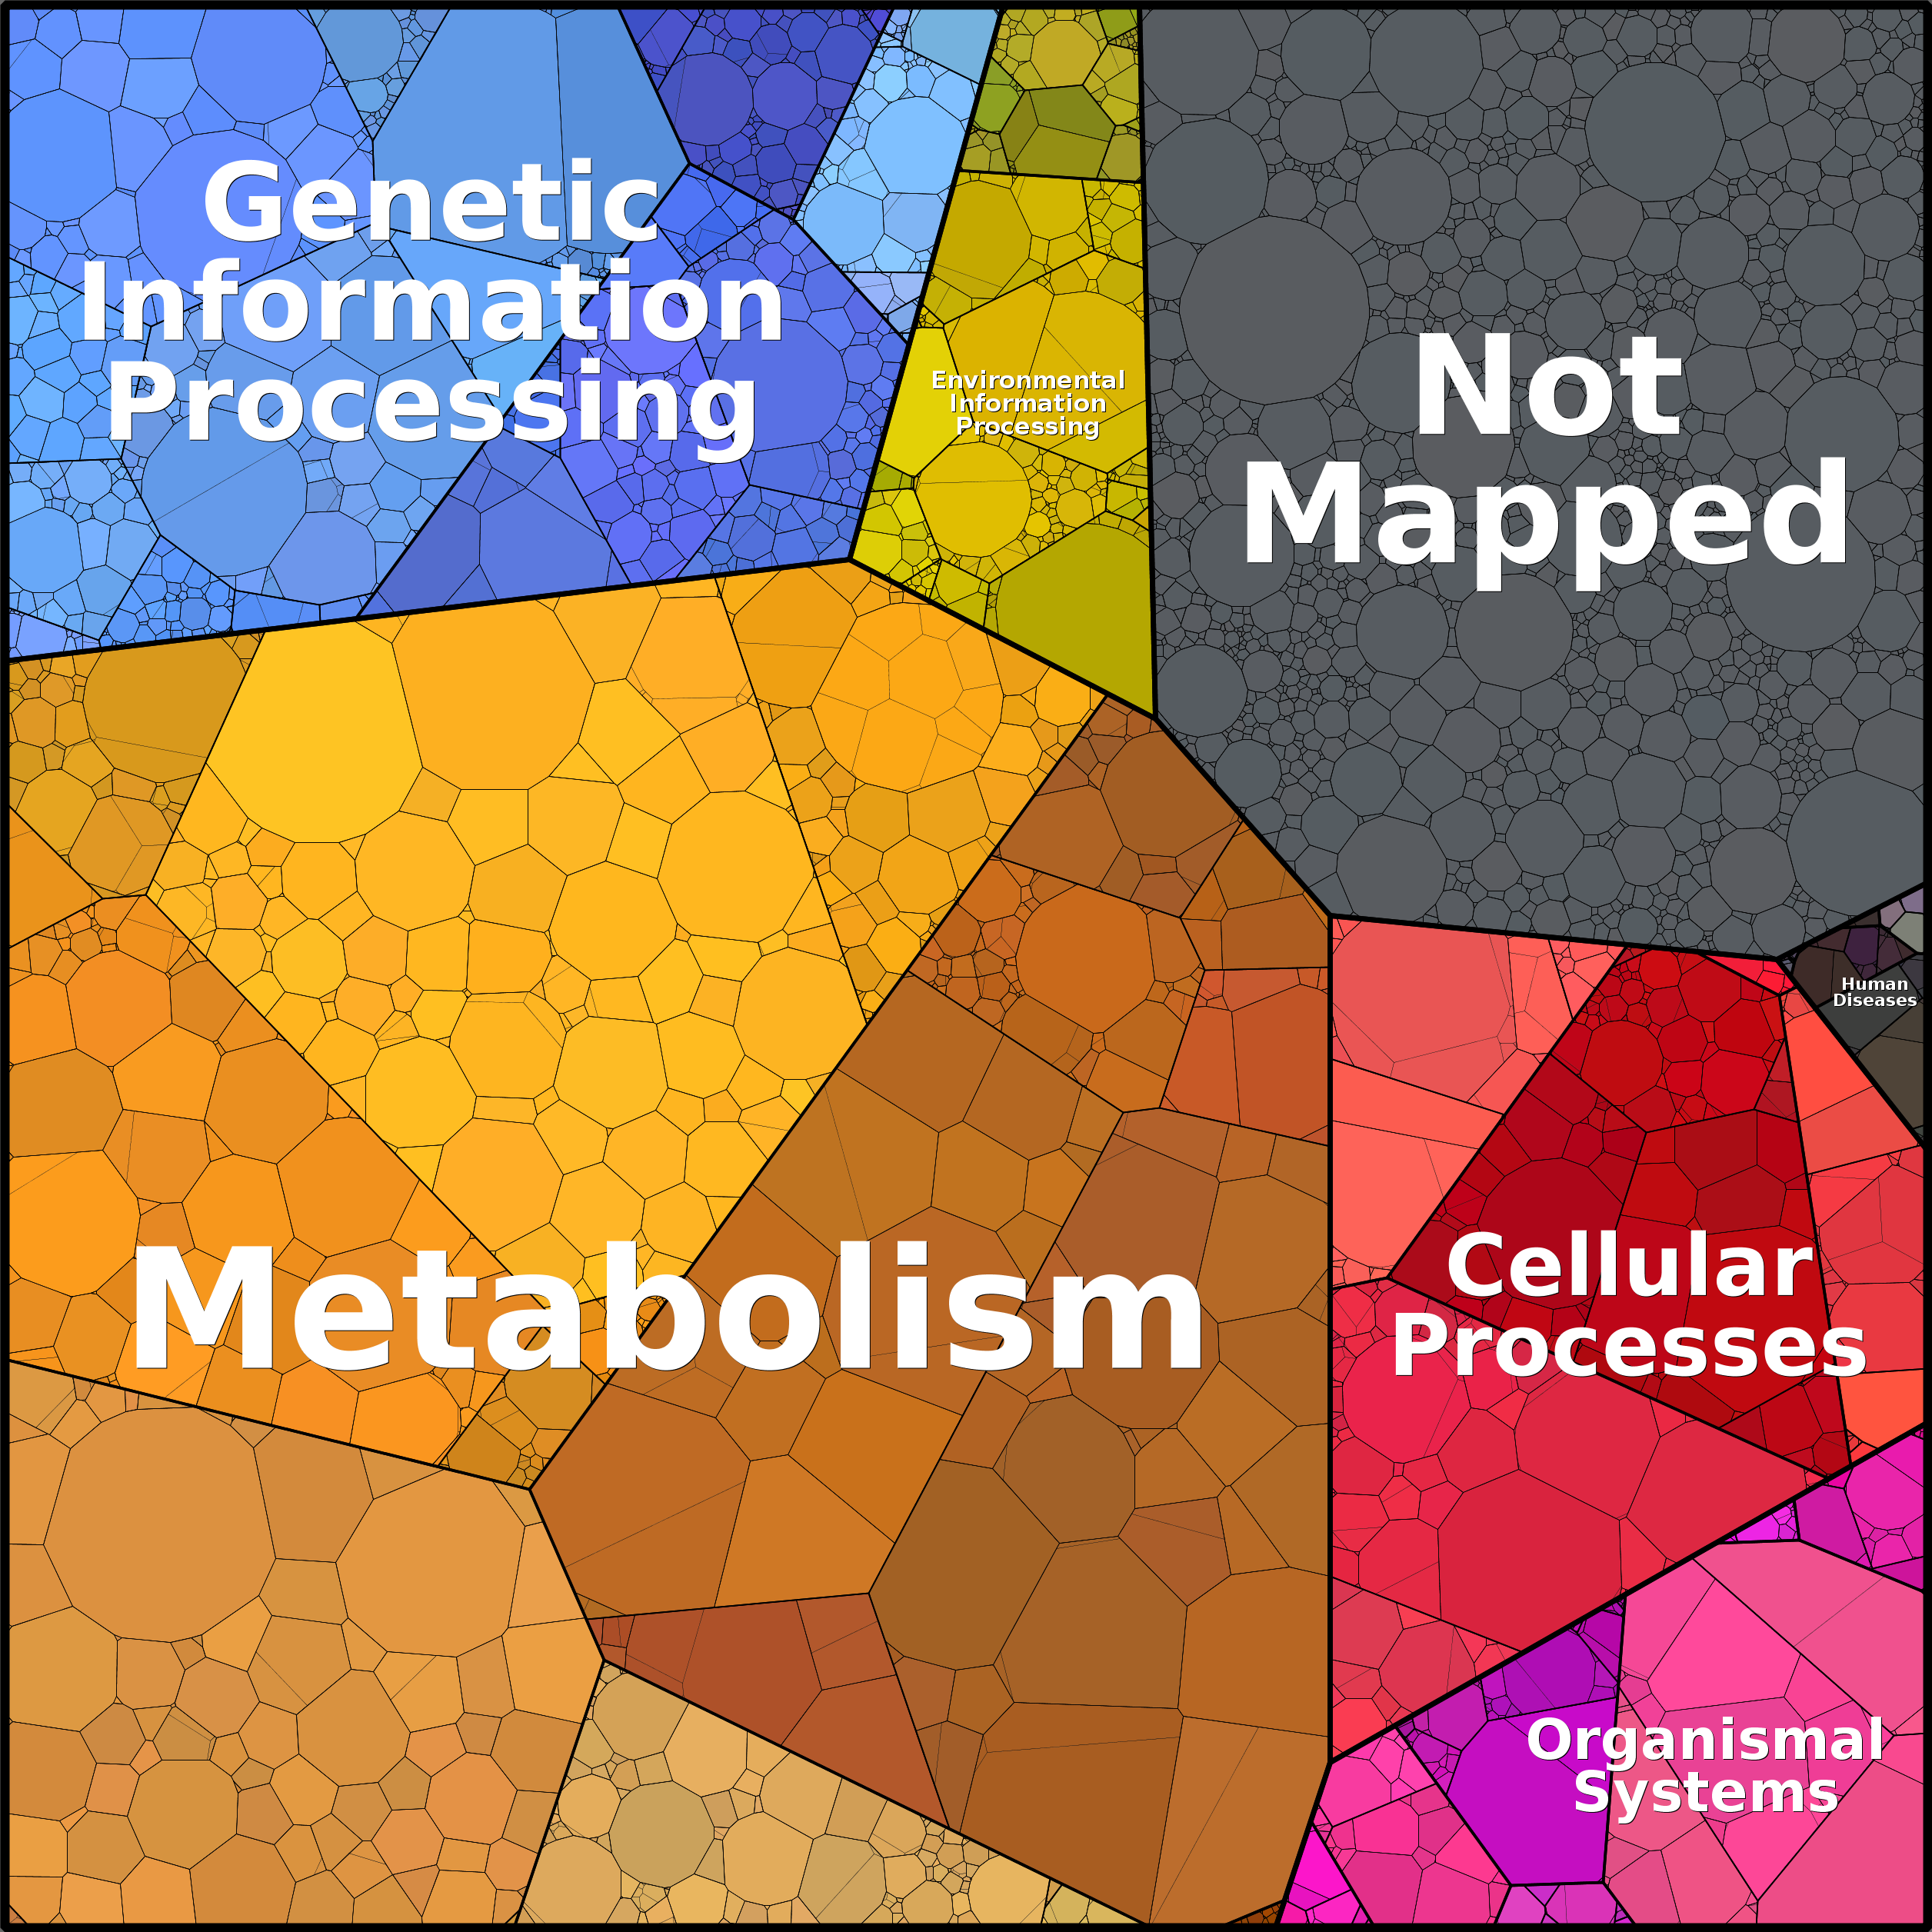 Genetic
Information
Processing
Environmental
Information
Processing
Not
Mapped
Human
Diseases
Metabolism
Cellular
Processes
Organismal
Systems